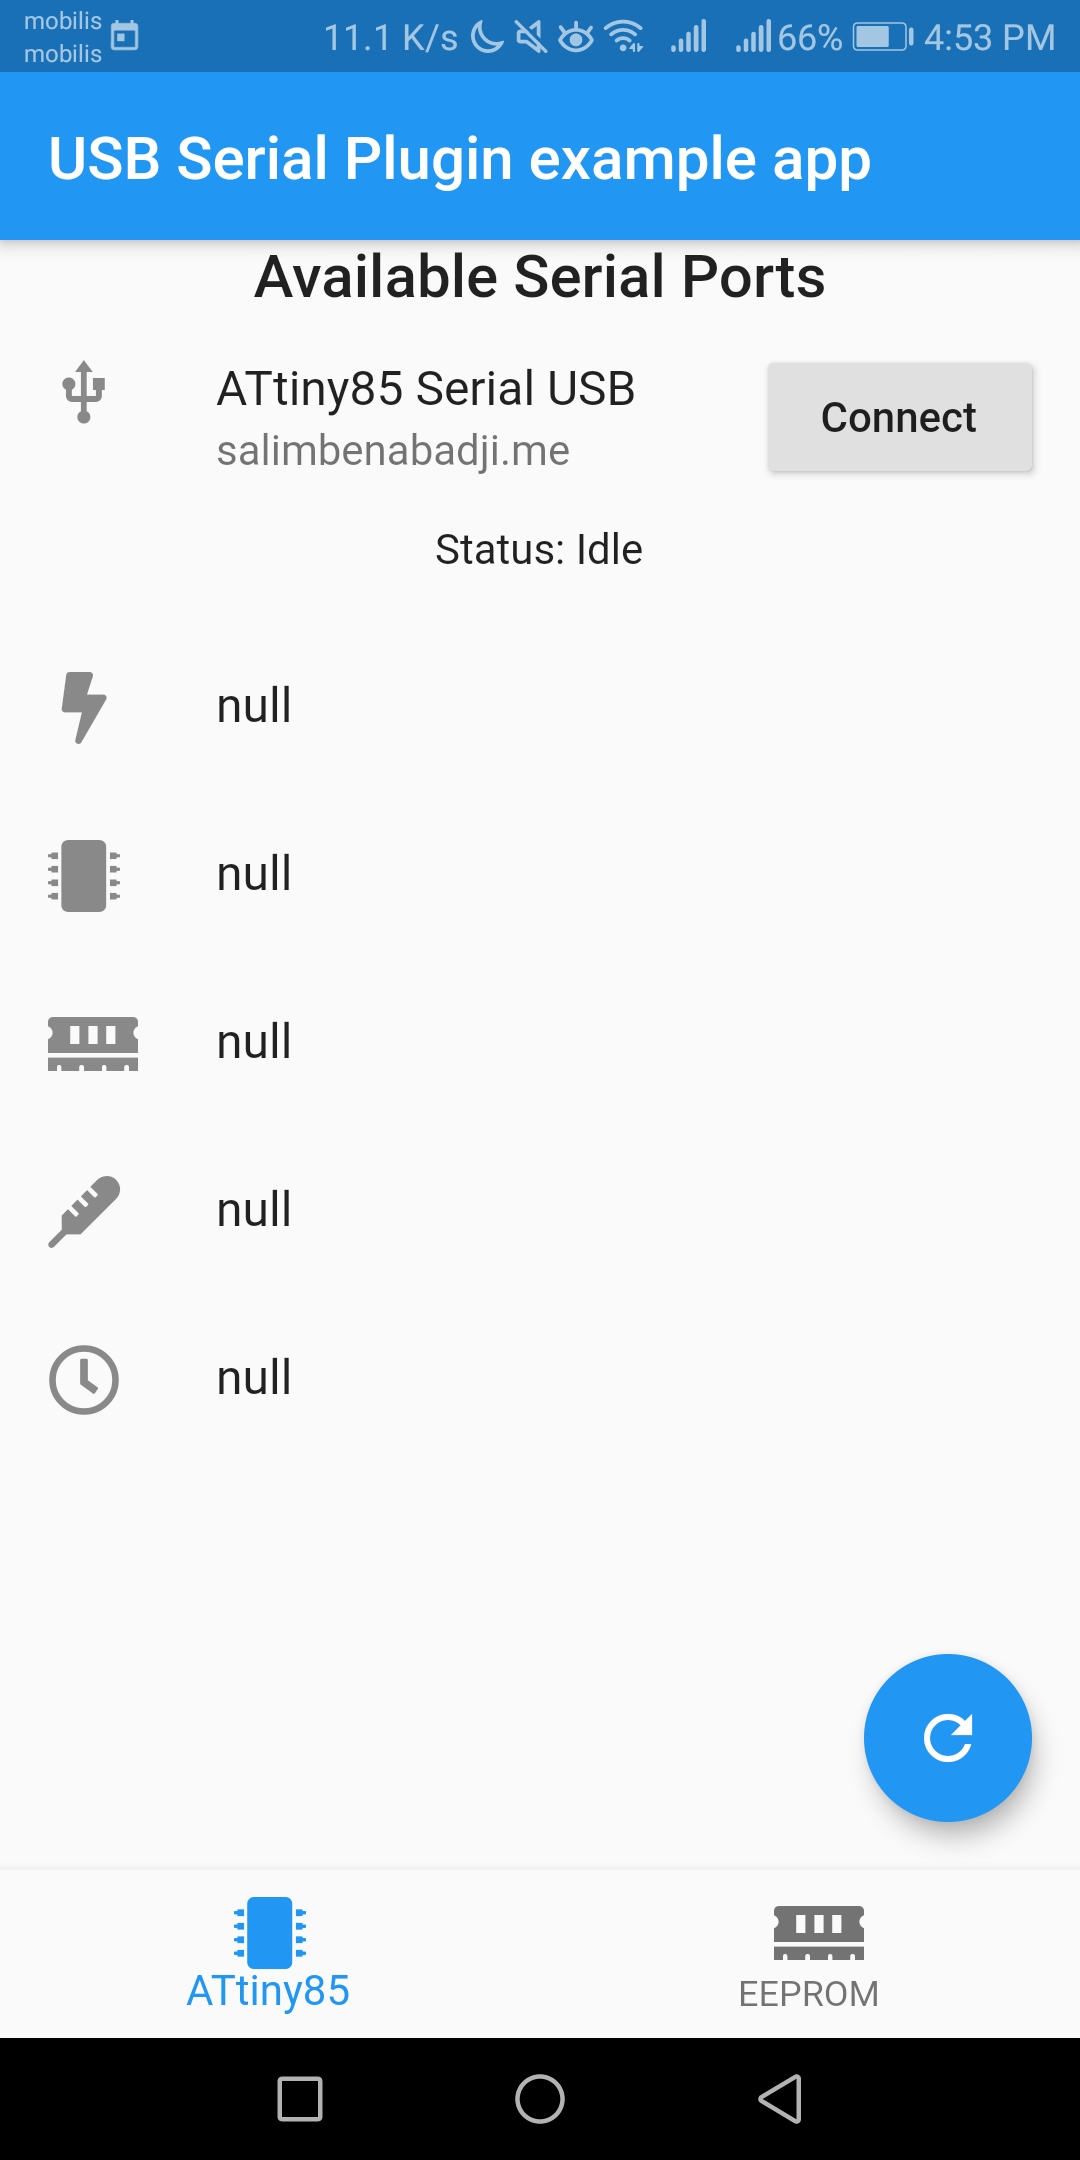 mobilis
mobilis
11.1 K/s
66%
4:53 PM
USB Serial Plugin example app
Available Serial Ports
ATtiny85 Serial USB
salimbenabadji.me
Connect
Status: Idle
null
null
null
null
null
ATtiny85
EEPROM